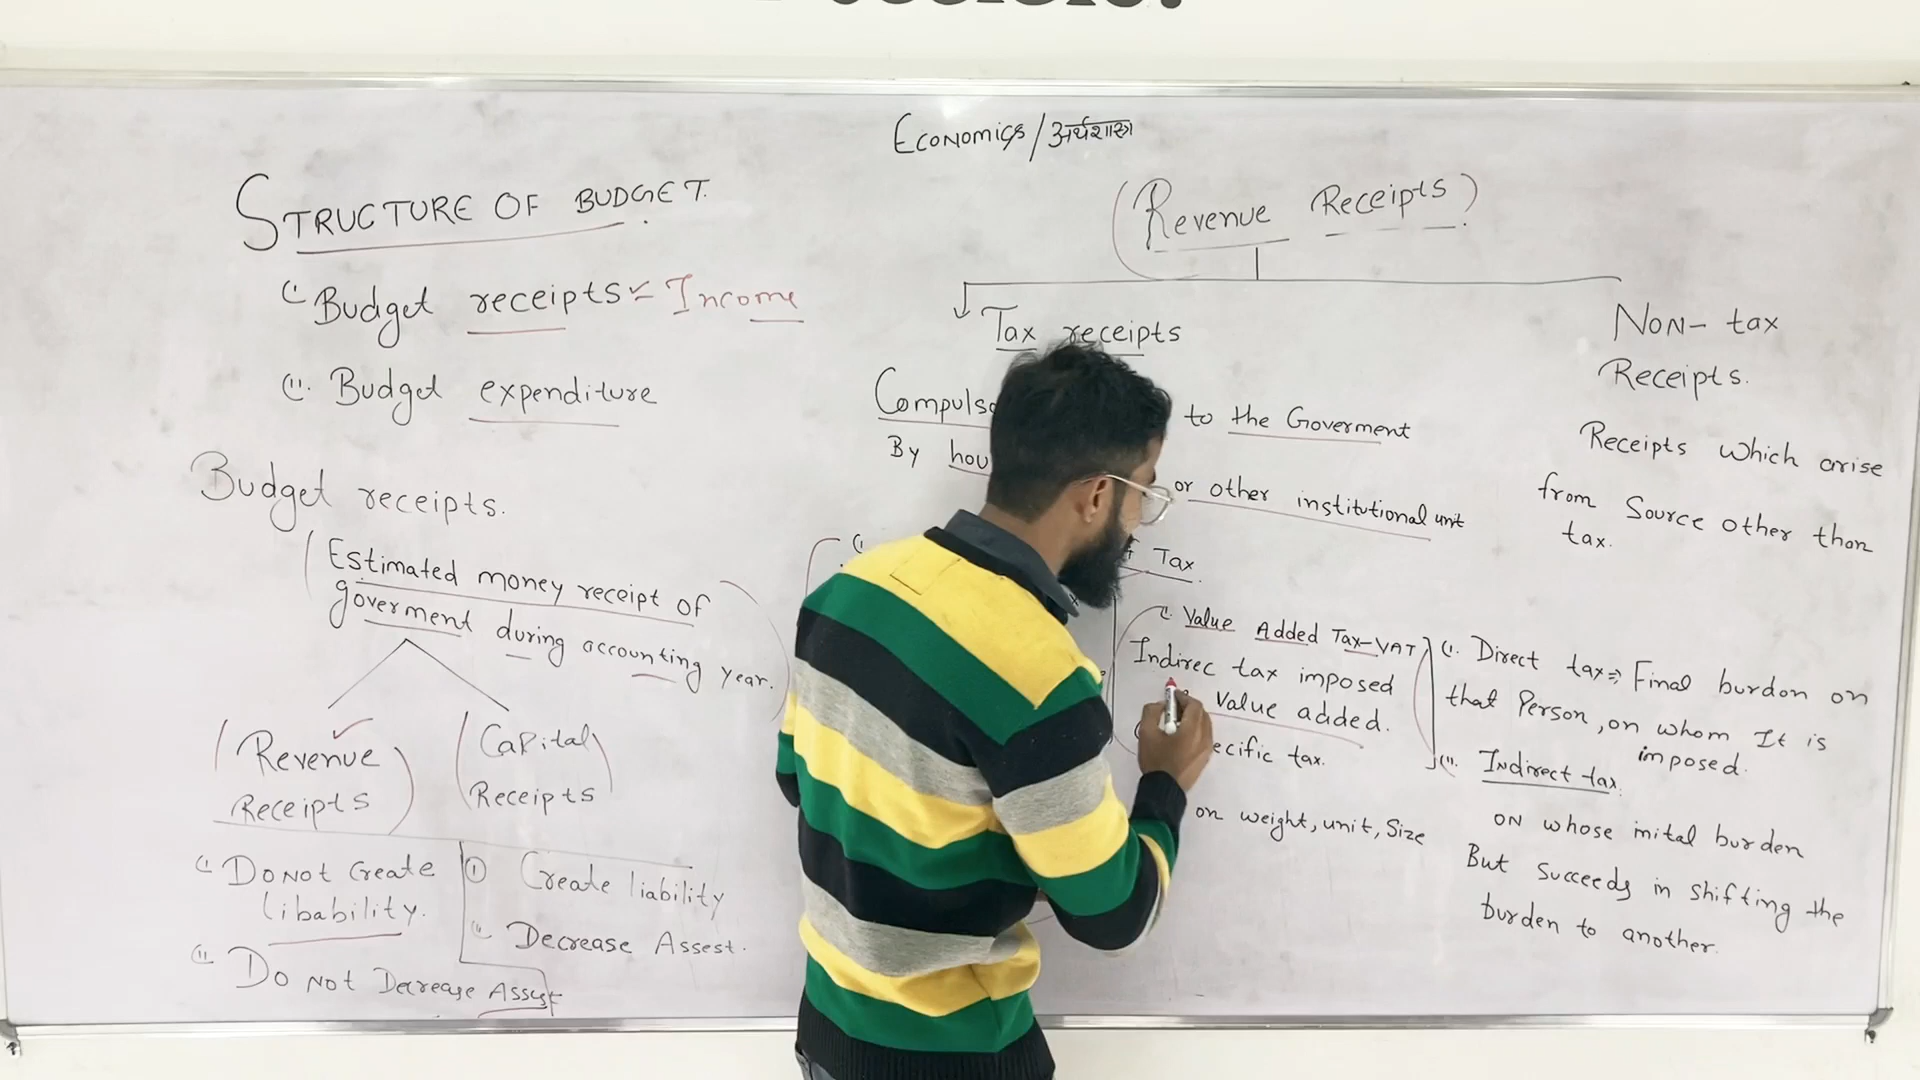 Economics/अर्थशास्त्र
STRUCTURE OF BUDGET.
(i Budget receipts = Income
(ii. Budget expenditure
Budget receipts.
Estimated money receipt of
goverment during accounting year.
Revenue
Receipts
Capital
Receipts
(i Do not Create
libability.
(ii Do not Decrease Assest
(i) Create liability
(ii Decrease Assest.
(Revenue Receipts)
Tax receipts
to the Goverment
By
or other institutional unit
Tax
(i. Value Added Tax-VAT
Indirec tax imposed
Value added.
tax.
on weight, unit, Size
Non-tax
Receipts.
Receipts which arise
from Source other than
tax.
(i. Direct tax ⇒ Final burdon on
that Person, on whom It is
imposed.
(ii. Indirect tax.
on whose inital burden
But Succeeds in shifting the
burden to another.